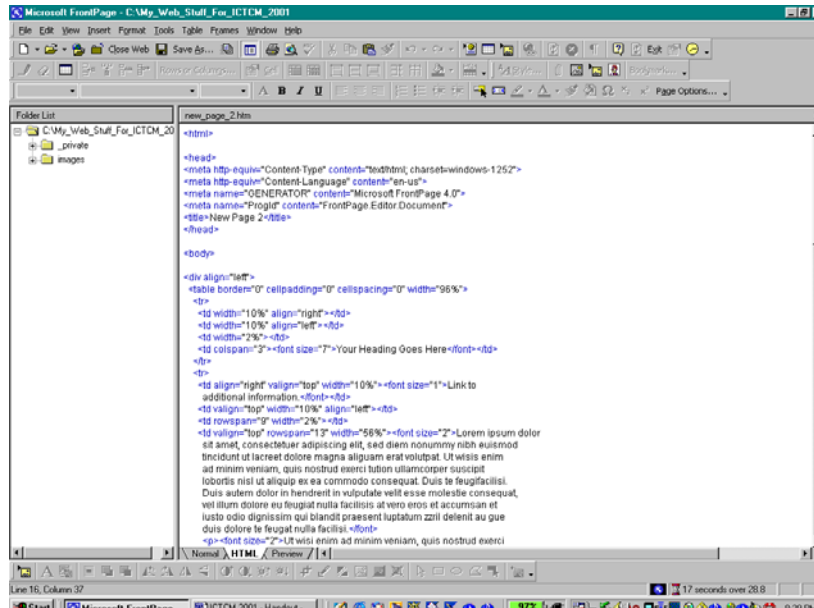 Microsoft FrontPage - C:\My_Web_Stuff_For_ICTCM_2001
File Edit View Insert Format Tools Table Frames Window Help
Close Web Save As... Exit
Rows or Columns... Cell Style... Bookmark...
A B I U Page Options...
Folder List
new_page_2.htm
C:\My_Web_Stuff_For_ICTCM_20
_private
images
<html>
<head>
<meta http-equiv="Content-Type" content="text/html; charset=windows-1252">
<meta http-equiv="Content-Language" content="en-us">
<meta name="GENERATOR" content="Microsoft FrontPage 4.0">
<meta name="ProgId" content="FrontPage.Editor.Document">
<title>New Page 2</title>
</head>
<body>
<div align="left">
<table border="0" cellpadding="0" cellspacing="0" width="96%">
<tr>
<td width="10%" align="right"></td>
<td width="10%" align="left"></td>
<td width="2%"></td>
<td colspan="3"><font size="7">Your Heading Goes Here</font></td>
</tr>
<tr>
<td align="right" valign="top" width="10%"><font size="1">Link to
additional information.</font></td>
<td valign="top" width="10%" align="left"></td>
<td rowspan="9" width="2%"></td>
<td valign="top" rowspan="13" width="56%"><font size="2">Lorem ipsum dolor
sit amet, consectetuer adipiscing elit, sed diem nonummy nibh euismod
tincidunt ut lacreet dolore magna aliguam erat volutpat. Ut wisis enim
ad minim veniam, quis nostrud exerci tution ullamcorper suscipit
lobortis nisl ut aliquip ex ea commodo consequat. Duis te feugifacilisi.
Duis autem dolor in hendrerit in vulputate velit esse molestie consequat,
vel illum dolore eu feugiat nulla facilisis at vero eros et accumsan et
iusto odio dignissim qui blandit praesent luptatum zzril delenit au gue
duis dolore te feugat nulla facilisi.</font>
<p><font size="2">Ut wisi enim ad minim veniam, quis nostrud exerci
Normal HTML Preview
Line 16, Column 37
17 seconds over 28.8
Start Microsoft FrontPage ICTCM 2001 - Handout 97%